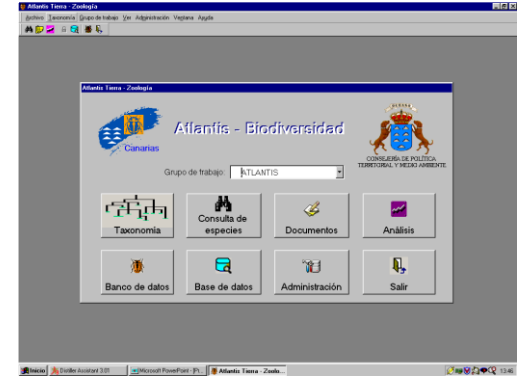 Atlantis Tierra - Zoología
Archivo Taxonomía Grupo de trabajo Ver Administración Ventana Ayuda
Atlantis Tierra - Zoología
Canarias
Atlantis - Biodiversidad
CONSEJERÍA DE POLÍTICA
TERRITORIAL Y MEDIO AMBIENTE
Grupo de trabajo: ATLANTIS
Taxonomía
Consulta de
especies
Documentos
Análisis
Banco de datos
Base de datos
Administración
Salir
Inicio Distiller Assistant 3.01 Microsoft PowerPoint - [Pr... Atlantis Tierra - Zoolo... 13:46